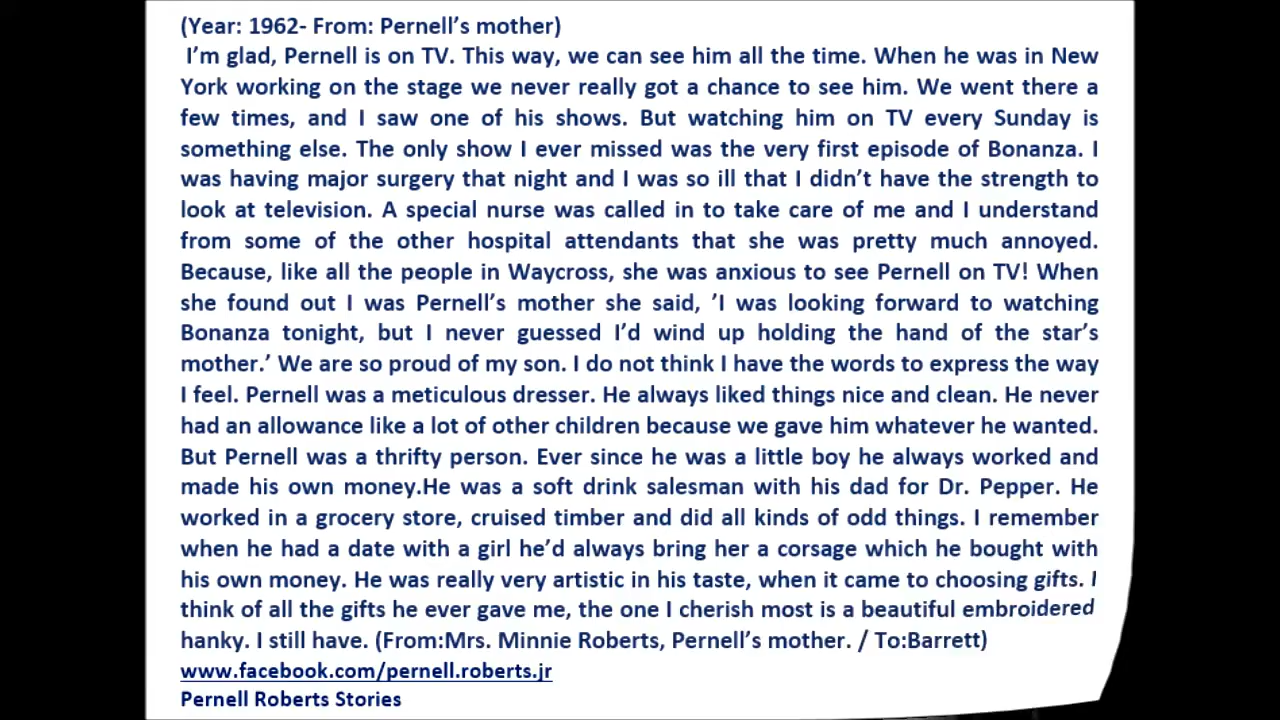 (Year: 1962- From: Pernell’s mother)
I’m glad, Pernell is on TV. This way, we can see him all the time. When he was in New
York working on the stage we never really got a chance to see him. We went there a
few times, and I saw one of his shows. But watching him on TV every Sunday is
something else. The only show I ever missed was the very first episode of Bonanza. I
was having major surgery that night and I was so ill that I didn’t have the strength to
look at television. A special nurse was called in to take care of me and I understand
from some of the other hospital attendants that she was pretty much annoyed.
Because, like all the people in Waycross, she was anxious to see Pernell on TV! When
she found out I was Pernell’s mother she said, ’I was looking forward to watching
Bonanza tonight, but I never guessed I’d wind up holding the hand of the star’s
mother.’ We are so proud of my son. I do not think I have the words to express the way
I feel. Pernell was a meticulous dresser. He always liked things nice and clean. He never
had an allowance like a lot of other children because we gave him whatever he wanted.
But Pernell was a thrifty person. Ever since he was a little boy he always worked and
made his own money.He was a soft drink salesman with his dad for Dr. Pepper. He
worked in a grocery store, cruised timber and did all kinds of odd things. I remember
when he had a date with a girl he’d always bring her a corsage which he bought with
his own money. He was really very artistic in his taste, when it came to choosing gifts. I
think of all the gifts he ever gave me, the one I cherish most is a beautiful embroidered
hanky. I still have. (From:Mrs. Minnie Roberts, Pernell’s mother. / To:Barrett)
www.facebook.com/pernell.roberts.jr
Pernell Roberts Stories